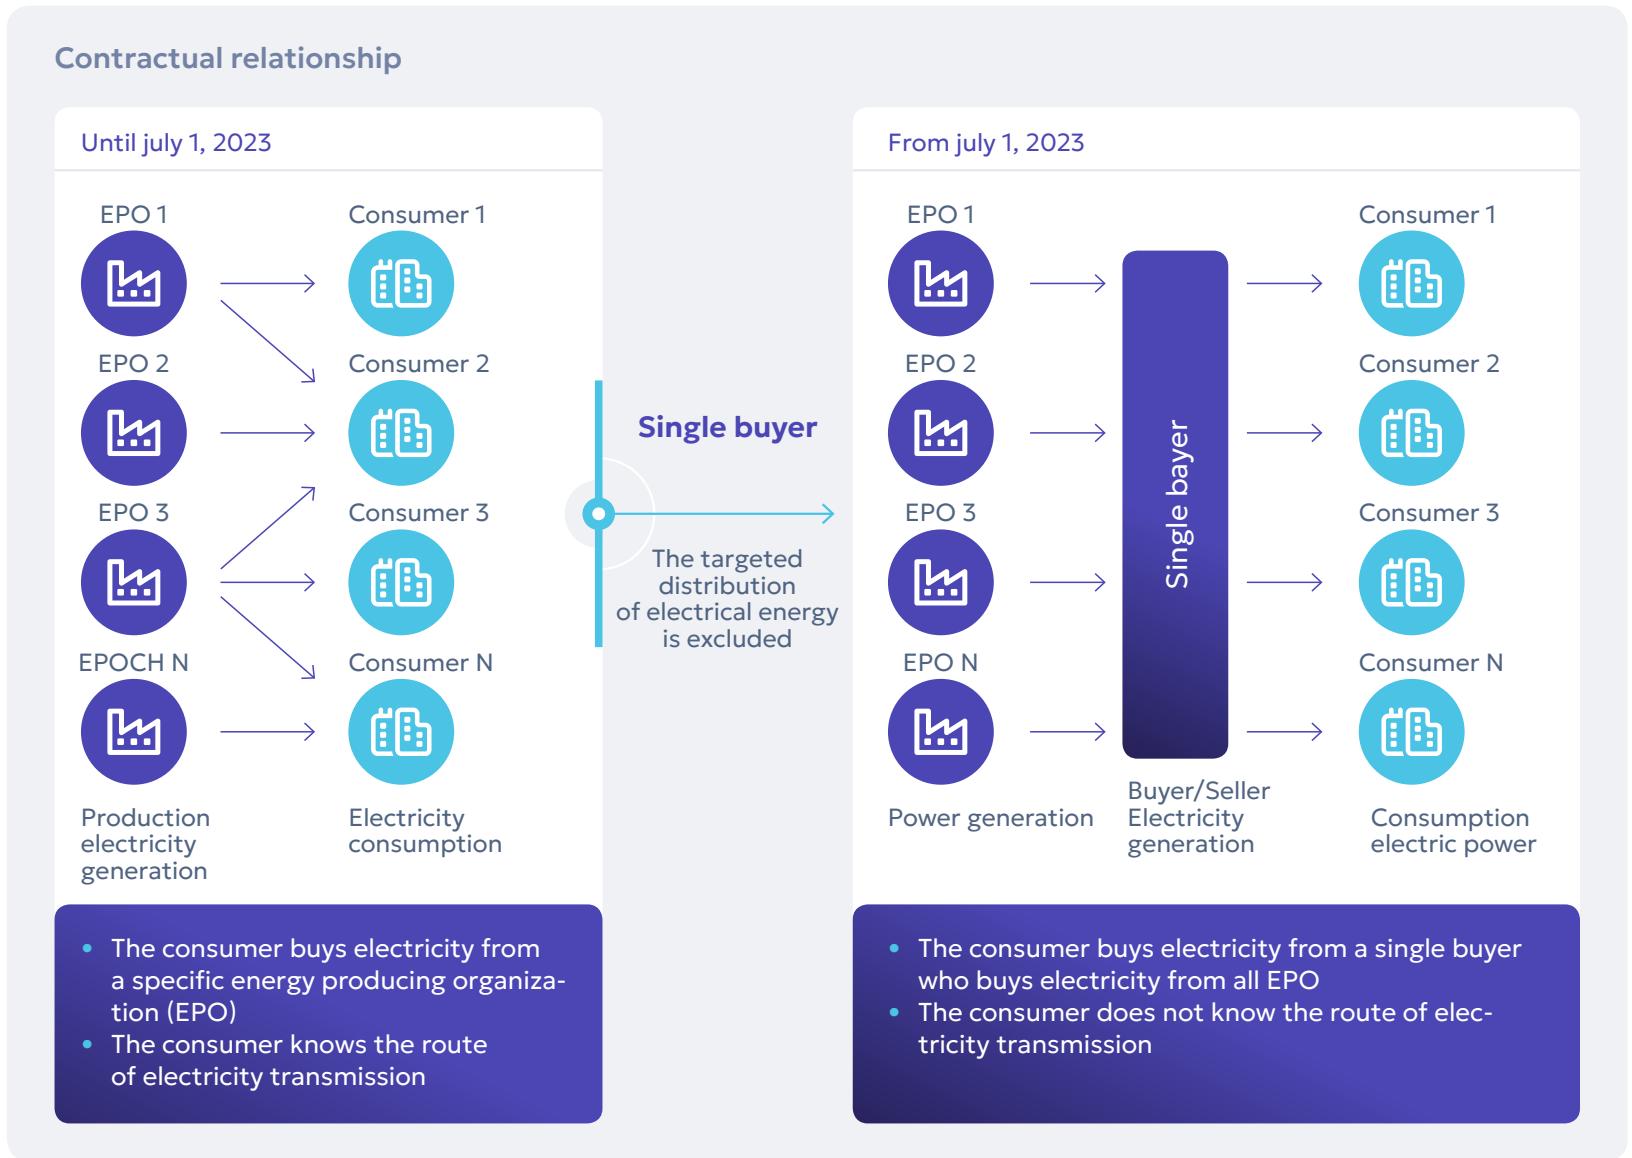 Contractual relationship
Until july 1, 2023
EPO 1
Consumer 1
EPO 2
Consumer 2
EPO 3
Consumer 3
EPOCH N
Consumer N
Production
electricity
generation
Electricity
consumption
The consumer buys electricity from
a specific energy producing organiza-
tion (EPO)
The consumer knows the route
of electricity transmission
Single buyer
The targeted
distribution
of electrical energy
is excluded
From july 1, 2023
EPO 1
Consumer 1
EPO 2
Consumer 2
EPO 3
Consumer 3
EPO N
Consumer N
Single bayer
Power generation
Buyer/Seller
Electricity
generation
Consumption
electric power
The consumer buys electricity from a single buyer
who buys electricity from all EPO
The consumer does not know the route of elec-
tricity transmission